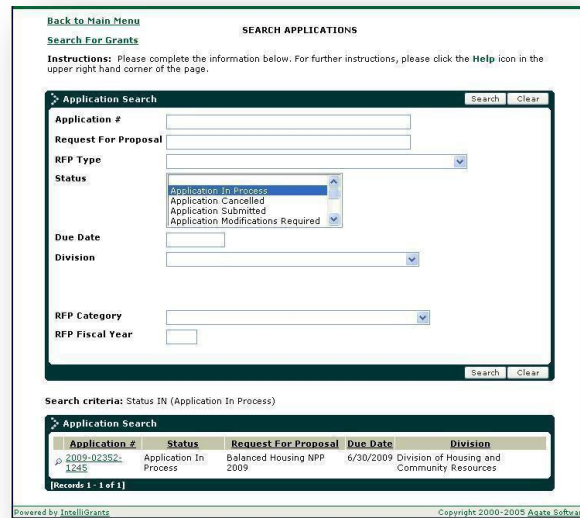 Back to Main Menu
SEARCH APPLICATIONS
Search For Grants
Instructions: Please complete the information below. For further instructions, please click the Help icon in the
upper right hand corner of the page.
Application Search
Search Clear
Application #
Request For Proposal
RFP Type
Status
Application In Process
Application Cancelled
Application Submitted
Application Modifications Required
Due Date
Division
RFP Category
RFP Fiscal Year
Search Clear
Search criteria: Status IN (Application In Process)
Application Search
Application # Status Request For Proposal Due Date Division
2009-02352- Application In Balanced Housing NPP 6/30/2009 Division of Housing and
1245 Process 2009 Community Resources
[Records 1 - 1 of 1]
Powered by IntelliGrants Copyright 2000-2005 Agate Softwar